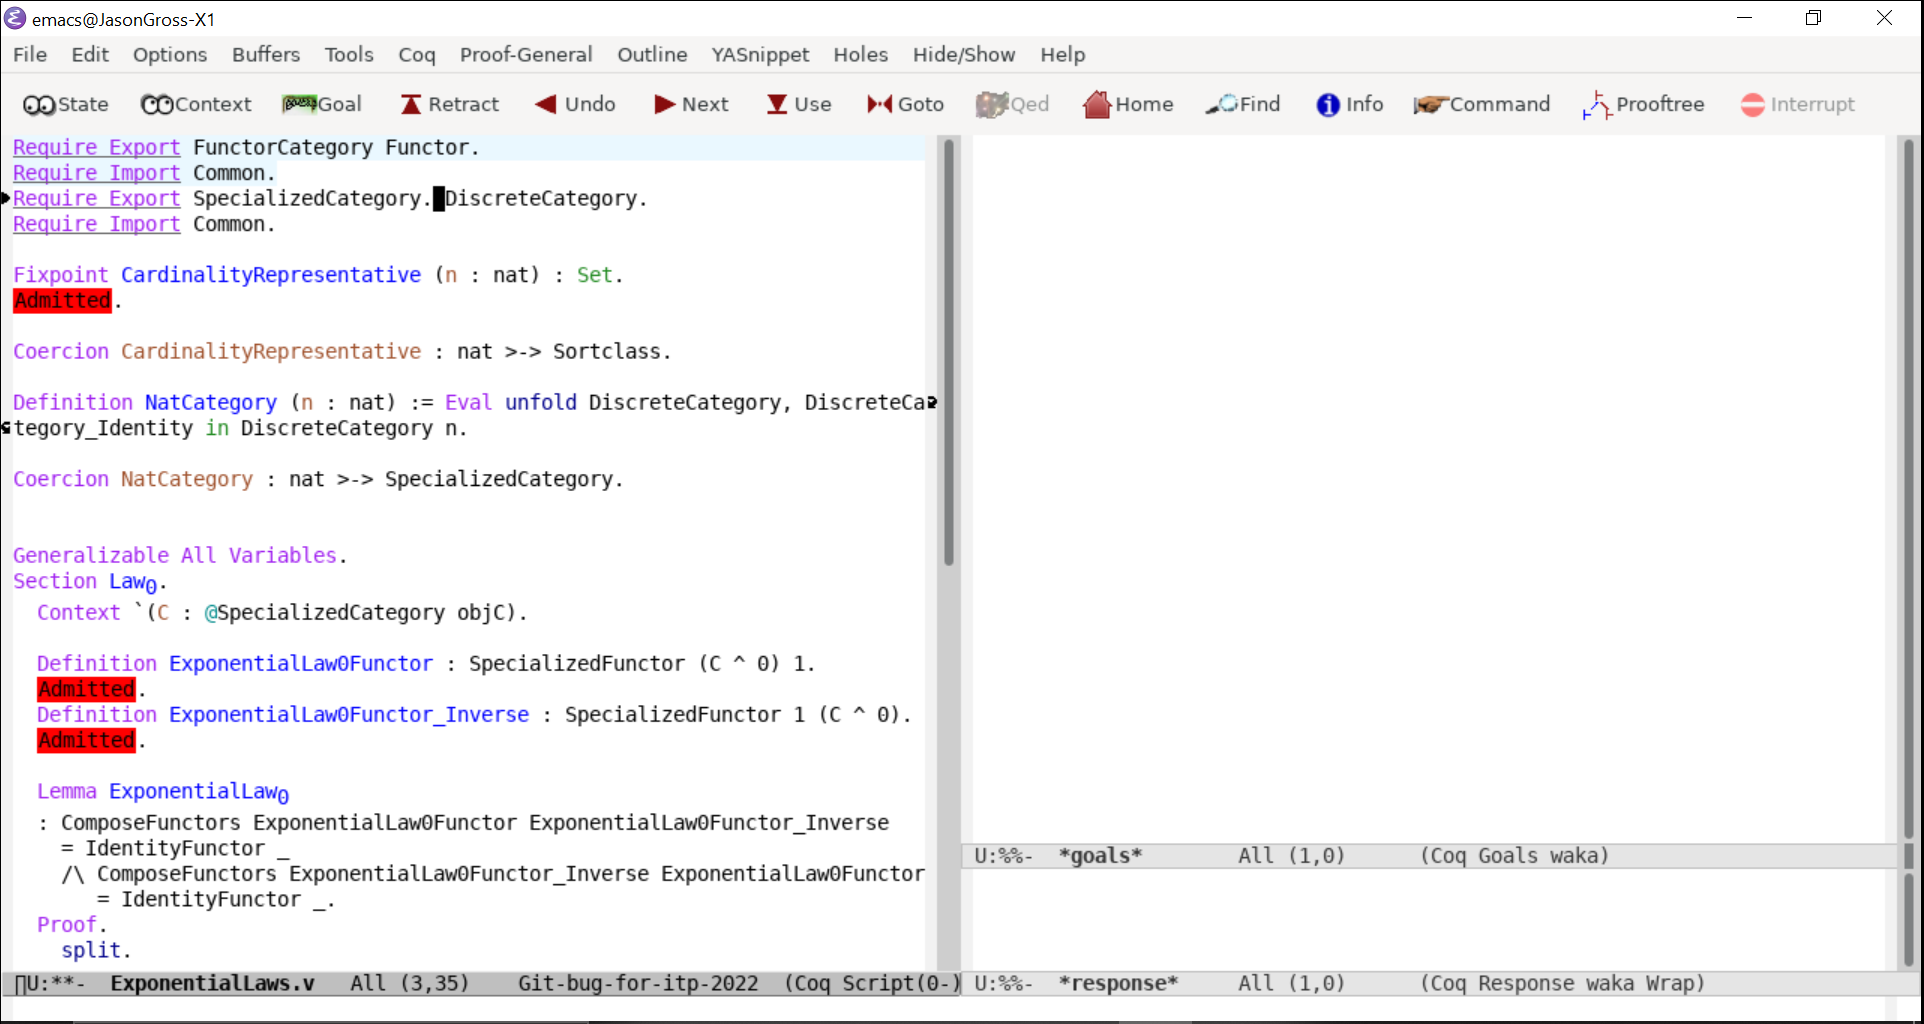 emacs@JasonGross-X1
File Edit Options Buffers Tools Coq Proof-General Outline YASnippet Holes Hide/Show Help
State Context Goal Retract Undo Next Use Goto Qed Home Find Info Command Prooftree Interrupt
Require Export FunctorCategory Functor.
Require Import Common.
Require Export SpecializedCategory. DiscreteCategory.
Require Import Common.
Fixpoint CardinalityRepresentative (n : nat) : Set.
Admitted.
Coercion CardinalityRepresentative : nat >-> Sortclass.
Definition NatCategory (n : nat) := Eval unfold DiscreteCategory, DiscreteCa
tegory_Identity in DiscreteCategory n.
Coercion NatCategory : nat >-> SpecializedCategory.
Generalizable All Variables.
Section Law₀.
Context `(C : @SpecializedCategory objC).
Definition ExponentialLaw0Functor : SpecializedFunctor (C ^ 0) 1.
Admitted.
Definition ExponentialLaw0Functor_Inverse : SpecializedFunctor 1 (C ^ 0).
Admitted.
Lemma ExponentialLaw₀
: ComposeFunctors ExponentialLaw0Functor ExponentialLaw0Functor_Inverse
= IdentityFunctor _
/\ ComposeFunctors ExponentialLaw0Functor_Inverse ExponentialLaw0Functor
= IdentityFunctor _.
Proof.
split.
U:**- ExponentialLaws.v All (3,35) Git-bug-for-itp-2022 (Coq Script(0-)
U:%%- *goals* All (1,0) (Coq Goals waka)
U:%%- *response* All (1,0) (Coq Response waka Wrap)